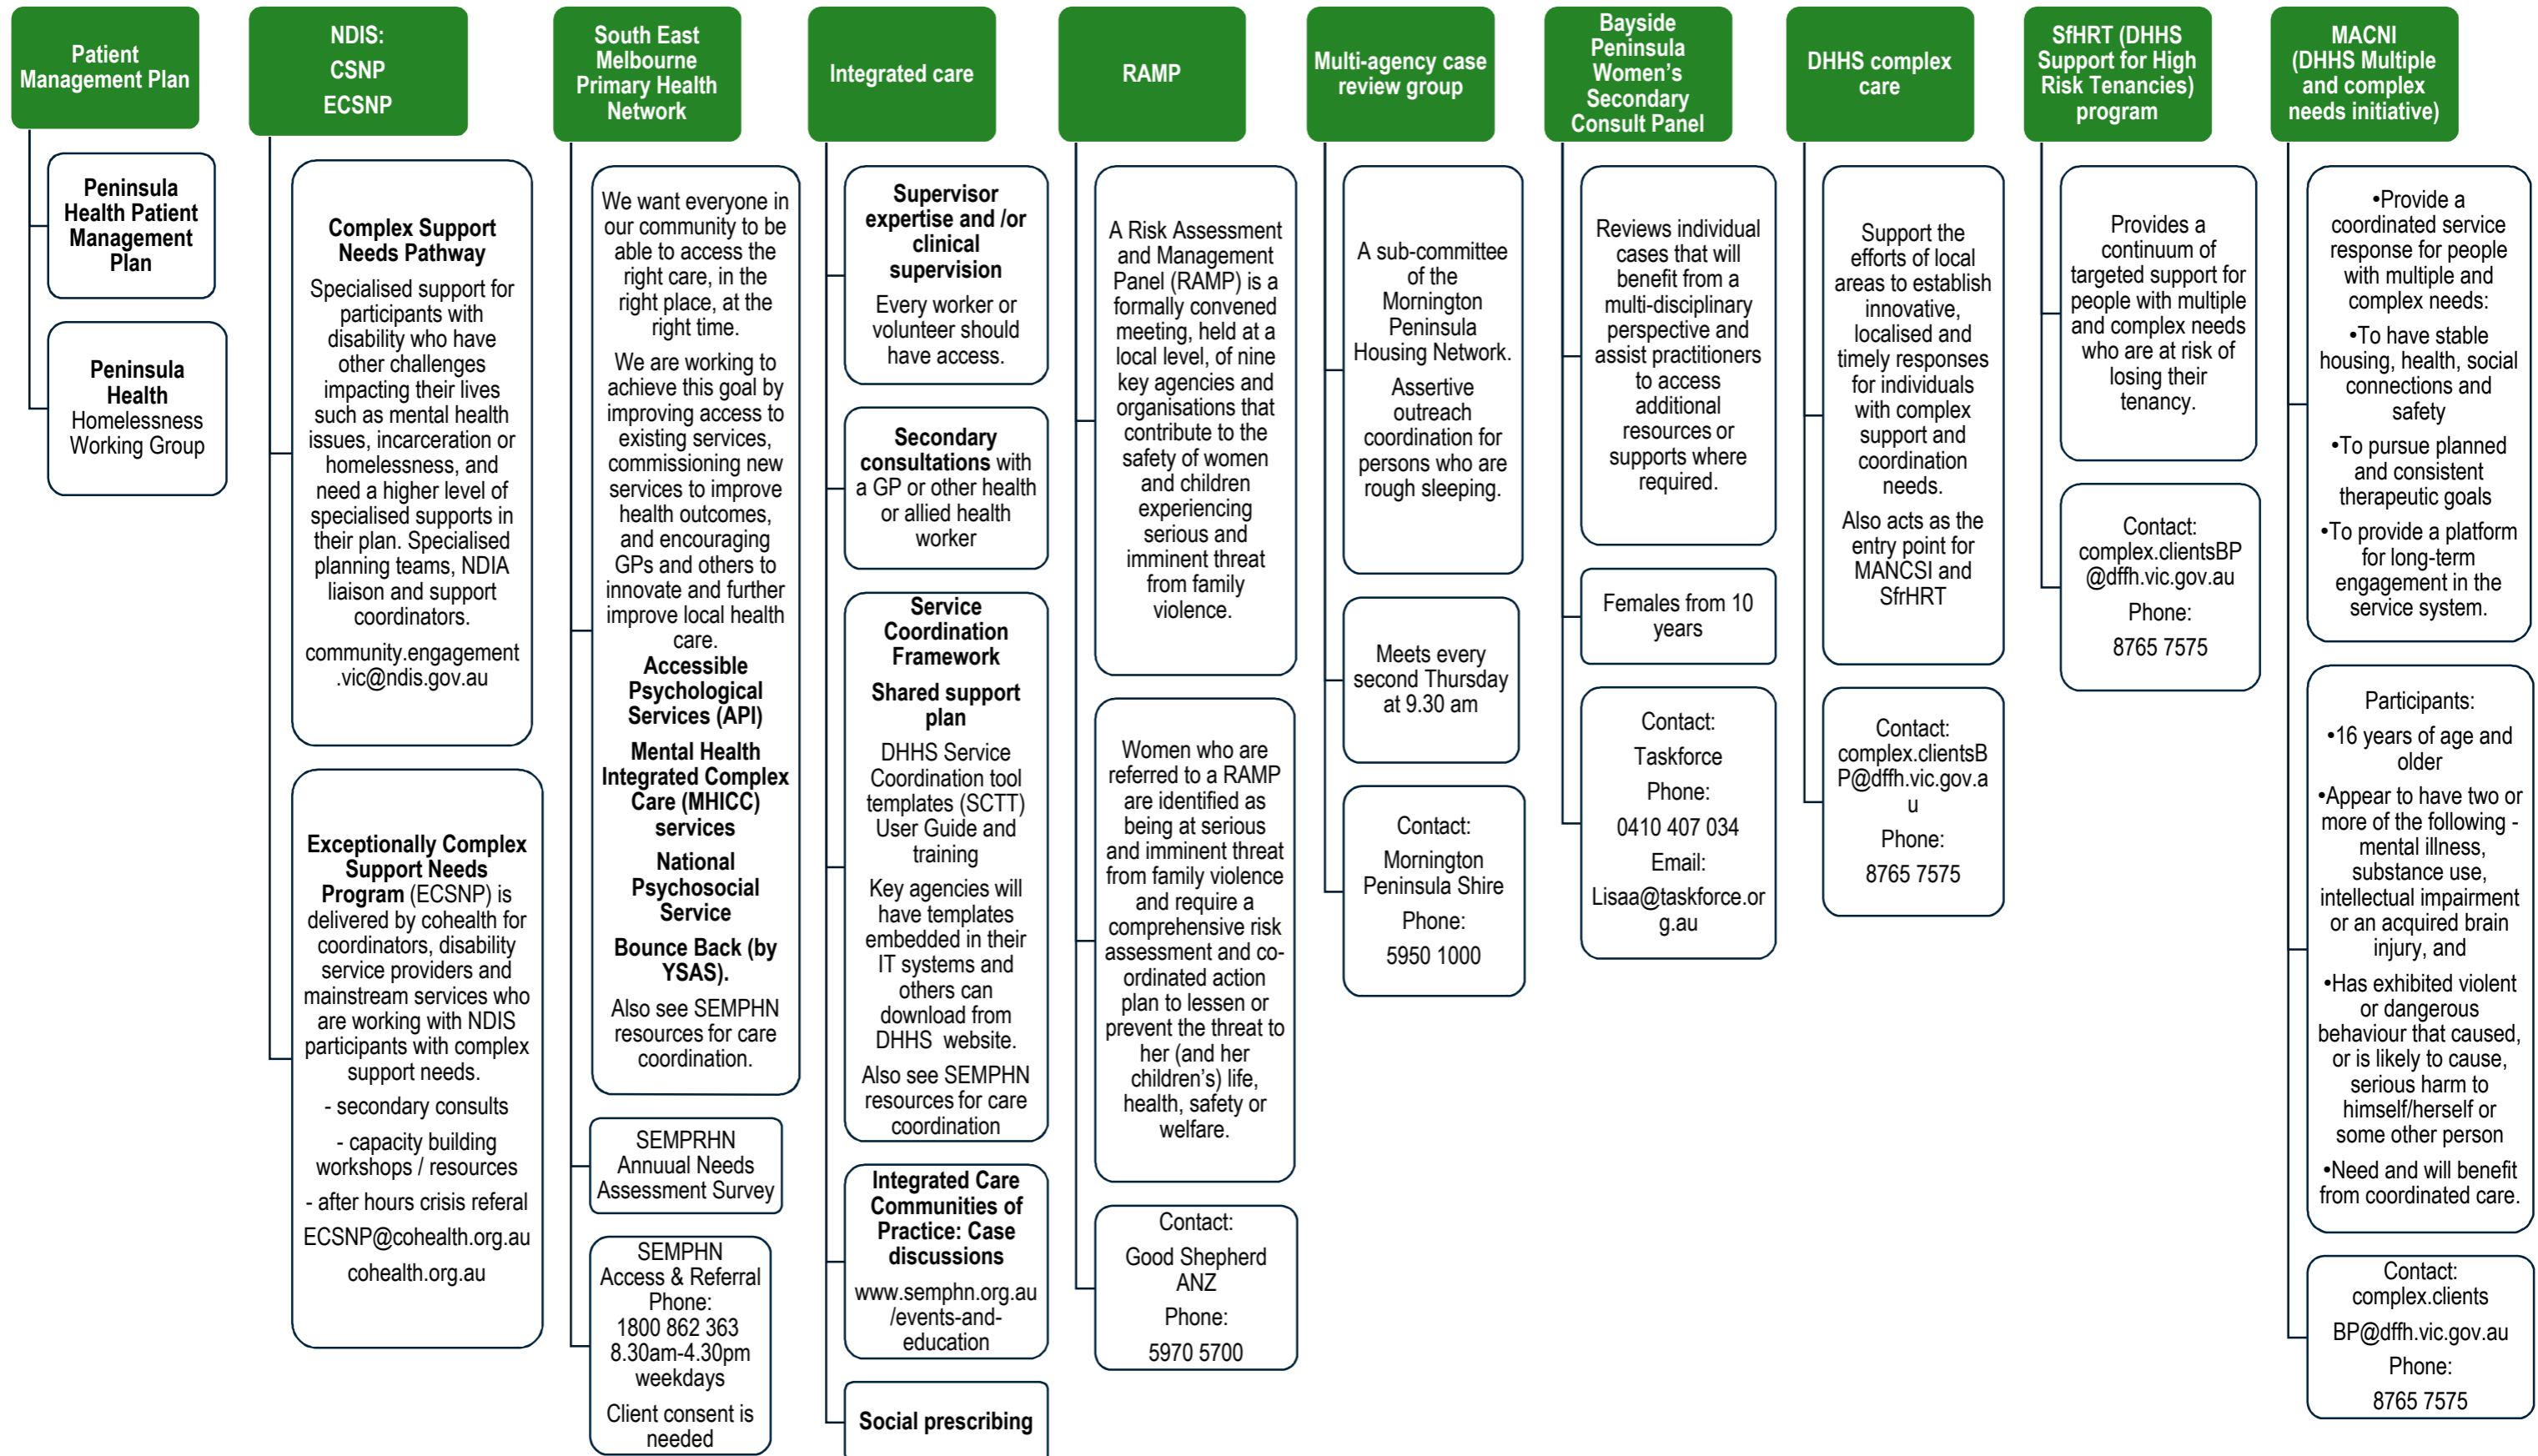 Patient
Management Plan
Peninsula
Health Patient
Management
Plan
Peninsula
Health
Homelessness
Working Group
NDIS:
CSNP
ECSNP
Complex Support
Needs Pathway
Specialised support for
participants with
disability who have
other challenges
impacting their lives
such as mental health
issues, incarceration or
homelessness, and
need a higher level of
specialised supports in
their plan. Specialised
planning teams, NDIA
liaison and support
coordinators.
community.engagement
.vic@ndis.gov.au
Exceptionally Complex
Support Needs
Program (ECSNP) is
delivered by cohealth for
coordinators, disability
service providers and
mainstream services who
are working with NDIS
participants with complex
support needs.
- secondary consults
- capacity building
workshops / resources
- after hours crisis referal
ECSNP@cohealth.org.au
cohealth.org.au
South East
Melbourne
Primary Health
Network
We want everyone in
our community to be
able to access the
right care, in the
right place, at the
right time.
We are working to
achieve this goal by
improving access to
existing services,
commissioning new
services to improve
health outcomes,
and encouraging
GPs and others to
innovate and further
improve local health
care.
Accessible
Psychological
Services (API)
Mental Health
Integrated Complex
Care (MHICC)
services
National
Psychosocial
Service
Bounce Back (by
YSAS).
Also see SEMPHN
resources for care
coordination.
SEMPRHN
Annuual Needs
Assessment Survey
SEMPHN
Access & Referral
Phone:
1800 862 363
8.30am-4.30pm
weekdays
Client consent is
needed
Integrated care
Supervisor
expertise and /or
clinical
supervision
Every worker or
volunteer should
have access.
Secondary
consultations with
a GP or other health
or allied health
worker
Service
Coordination
Framework
Shared support
plan
DHHS Service
Coordination tool
templates (SCTT)
User Guide and
training
Key agencies will
have templates
embedded in their
IT systems and
others can
download from
DHHS website.
Also see SEMPHN
resources for care
coordination
Integrated Care
Communities of
Practice: Case
discussions
www.semphn.org.au
/events-and-
education
Social prescribing
RAMP
A Risk Assessment
and Management
Panel (RAMP) is a
formally convened
meeting, held at a
local level, of nine
key agencies and
organisations that
contribute to the
safety of women
and children
experiencing
serious and
imminent threat
from family
violence.
Women who are
referred to a RAMP
are identified as
being at serious
and imminent threat
from family violence
and require a
comprehensive risk
assessment and co-
ordinated action
plan to lessen or
prevent the threat to
her (and her
children's) life,
health, safety or
welfare.
Contact:
Good Shepherd
ANZ
Phone:
5970 5700
Multi-agency case
review group
A sub-committee
of the
Mornington
Peninsula
Housing Network.
Assertive
outreach
coordination for
persons who are
rough sleeping.
Meets every
second Thursday
at 9.30 am
Contact:
Mornington
Peninsula Shire
Phone:
5950 1000
Bayside
Peninsula
Women's
Secondary
Consult Panel
Reviews individual
cases that will
benefit from a
multi-disciplinary
perspective and
assist practitioners
to access
additional
resources or
supports where
required.
Females from 10
years
Contact:
Taskforce
Phone:
0410 407 034
Email:
Lisaa@taskforce.or
g.au
DHHS complex
care
Support the
efforts of local
areas to establish
innovative,
localised and
timely responses
for individuals
with complex
support and
coordination
needs.
Also acts as the
entry point for
MANCSI and
SfrHRT
Contact:
complex.clientsB
P@dffh.vic.gov.a
u
Phone:
8765 7575
SfHRT (DHHS
Support for High
Risk Tenancies)
program
Provides a
continuum of
targeted support for
people with multiple
and complex needs
who are at risk of
losing their
tenancy.
Contact:
complex.clientsBP
@dffh.vic.gov.au
Phone:
8765 7575
MACNI
(DHHS Multiple
and complex
needs initiative)
•Provide a
coordinated service
response for people
with multiple and
complex needs:
•To have stable
housing, health, social
connections and
safety
•To pursue planned
and consistent
therapeutic goals
•To provide a platform
for long-term
engagement in the
service system.
Participants:
•16 years of age and
older
•Appear to have two or
more of the following -
mental illness,
substance use,
intellectual impairment
or an acquired brain
injury, and
•Has exhibited violent
or dangerous
behaviour that caused,
or is likely to cause,
serious harm to
himself/herself or
some other person
•Need and will benefit
from coordinated care.
Contact:
complex.clients
BP@dffh.vic.gov.au
Phone:
8765 7575